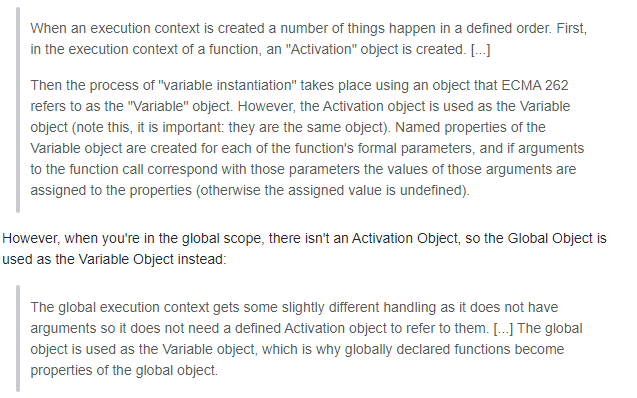 When an execution context is created a number of things happen in a defined order. First,
in the execution context of a function, an "Activation" object is created. [...]
Then the process of "variable instantiation" takes place using an object that ECMA 262
refers to as the "Variable" object. However, the Activation object is used as the Variable
object (note this, it is important: they are the same object). Named properties of the
Variable object are created for each of the function's formal parameters, and if arguments
to the function call correspond with those parameters the values of those arguments are
assigned to the properties (otherwise the assigned value is undefined).
However, when you're in the global scope, there isn't an Activation Object, so the Global Object is
used as the Variable Object instead:
The global execution context gets some slightly different handling as it does not have
arguments so it does not need a defined Activation object to refer to them. [...] The global
object is used as the Variable object, which is why globally declared functions become
properties of the global object.